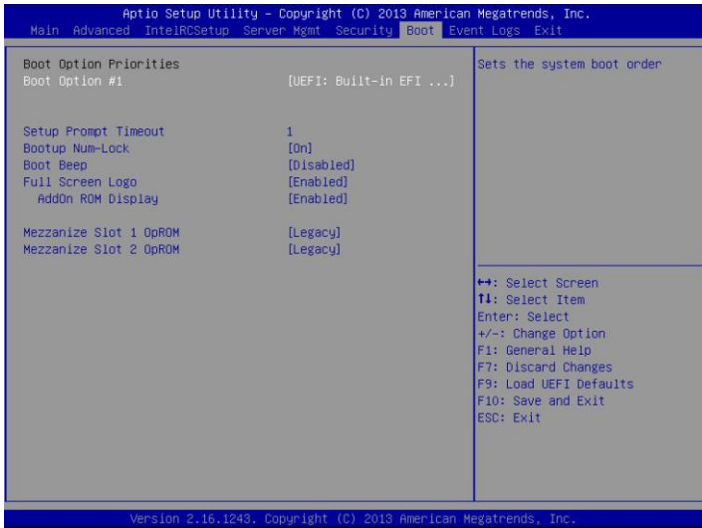 Aptio Setup Utility – Copyright (C) 2013 American Megatrends, Inc.
Main Advanced IntelRCSetup Server Mgmt Security Boot Event Logs Exit
Boot Option Priorities
Boot Option #1 [UEFI: Built-in EFI ...]
Setup Prompt Timeout 1
Bootup Num-Lock [On]
Boot Beep [Disabled]
Full Screen Logo [Enabled]
AddOn ROM Display [Enabled]
Mezzanize Slot 1 OpROM [Legacy]
Mezzanize Slot 2 OpROM [Legacy]
Sets the system boot order
↔: Select Screen
↑↓: Select Item
Enter: Select
+/-: Change Option
F1: General Help
F7: Discard Changes
F9: Load UEFI Defaults
F10: Save and Exit
ESC: Exit
Version 2.16.1243. Copyright (C) 2013 American Megatrends, Inc.